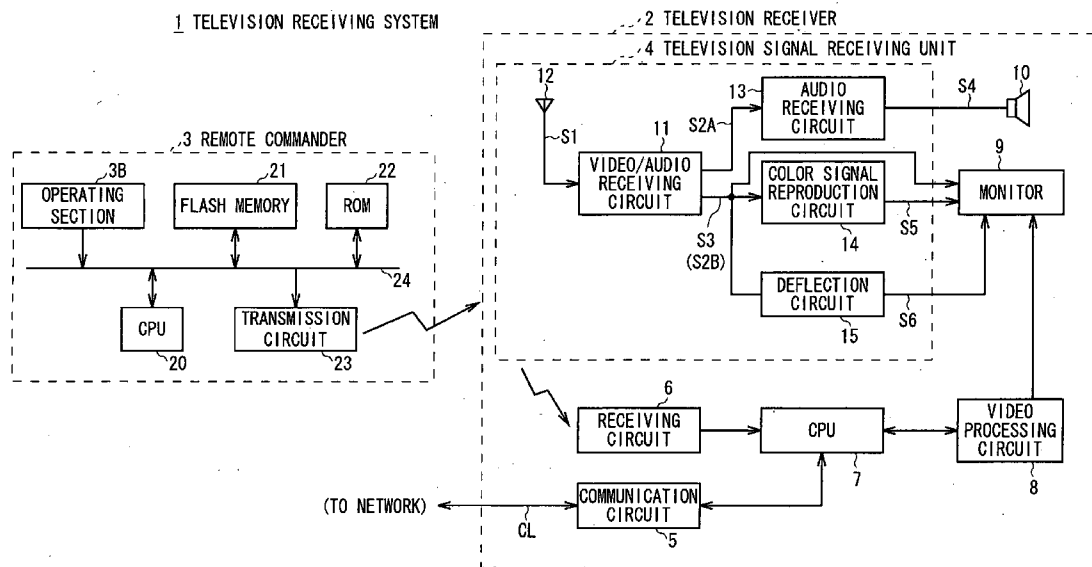 1 TELEVISION RECEIVING SYSTEM
2 TELEVISION RECEIVER
4 TELEVISION SIGNAL RECEIVING UNIT
12
S1
11
VIDEO/AUDIO
RECEIVING
CIRCUIT
S2A
13
AUDIO
RECEIVING
CIRCUIT
S4
10
S3
(S2B)
COLOR SIGNAL
REPRODUCTION
CIRCUIT
14
S5
9
MONITOR
DEFLECTION
CIRCUIT
15
S6
3 REMOTE COMMANDER
3B
OPERATING
SECTION
21
FLASH MEMORY
22
ROM
24
CPU
20
TRANSMISSION
CIRCUIT
23
6
RECEIVING
CIRCUIT
CPU
7
VIDEO
PROCESSING
CIRCUIT
8
(TO NETWORK)
CL
COMMUNICATION
CIRCUIT
5